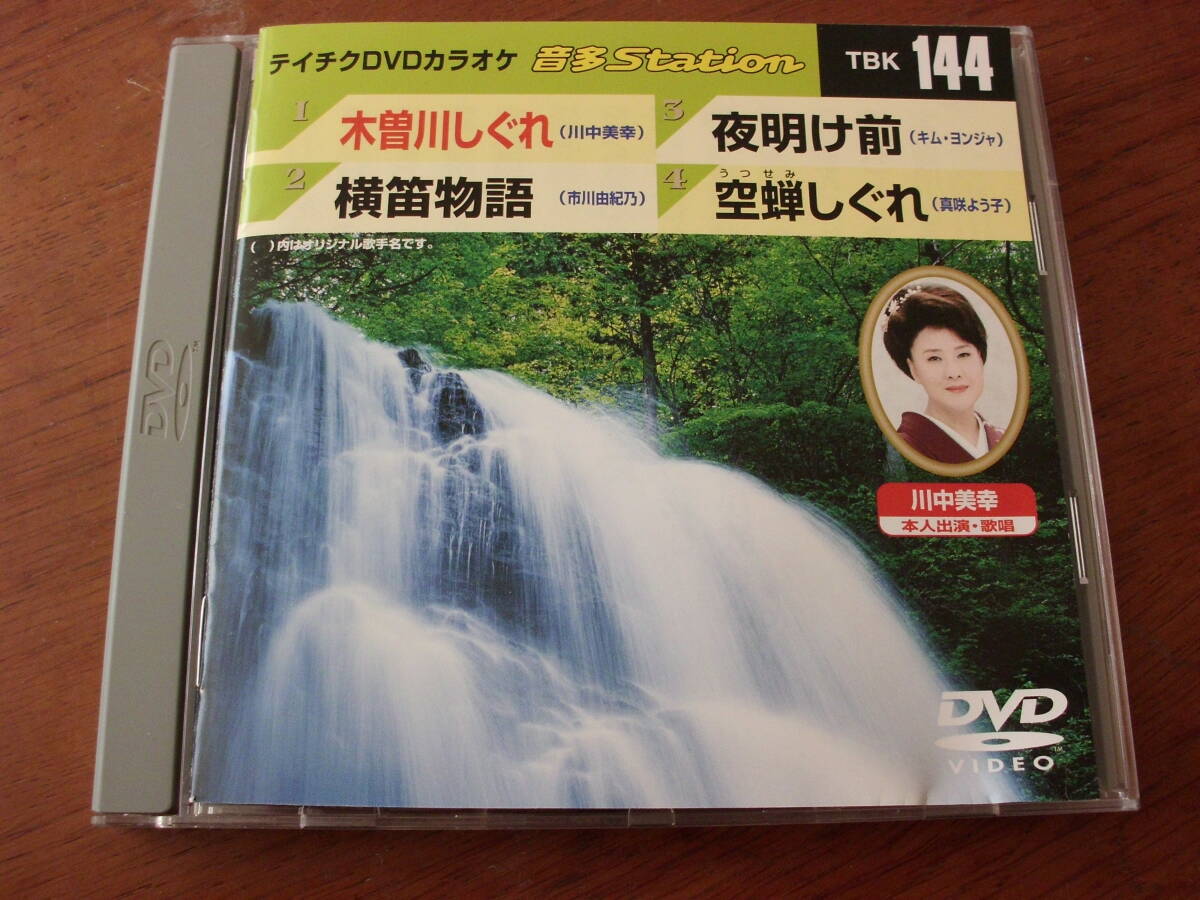 テイチクDVDカラオケ 音多Station TBK 144
1 木曽川しぐれ (川中美幸)
2 横笛物語 (市川由紀乃)
3 夜明け前 (キム・ヨンジャ)
うつせみ
4 空蝉しぐれ (真咲よう子)
( )内はオリジナル歌手名です。
川中美幸
本人出演・歌唱
DVD
VIDEO
DVD